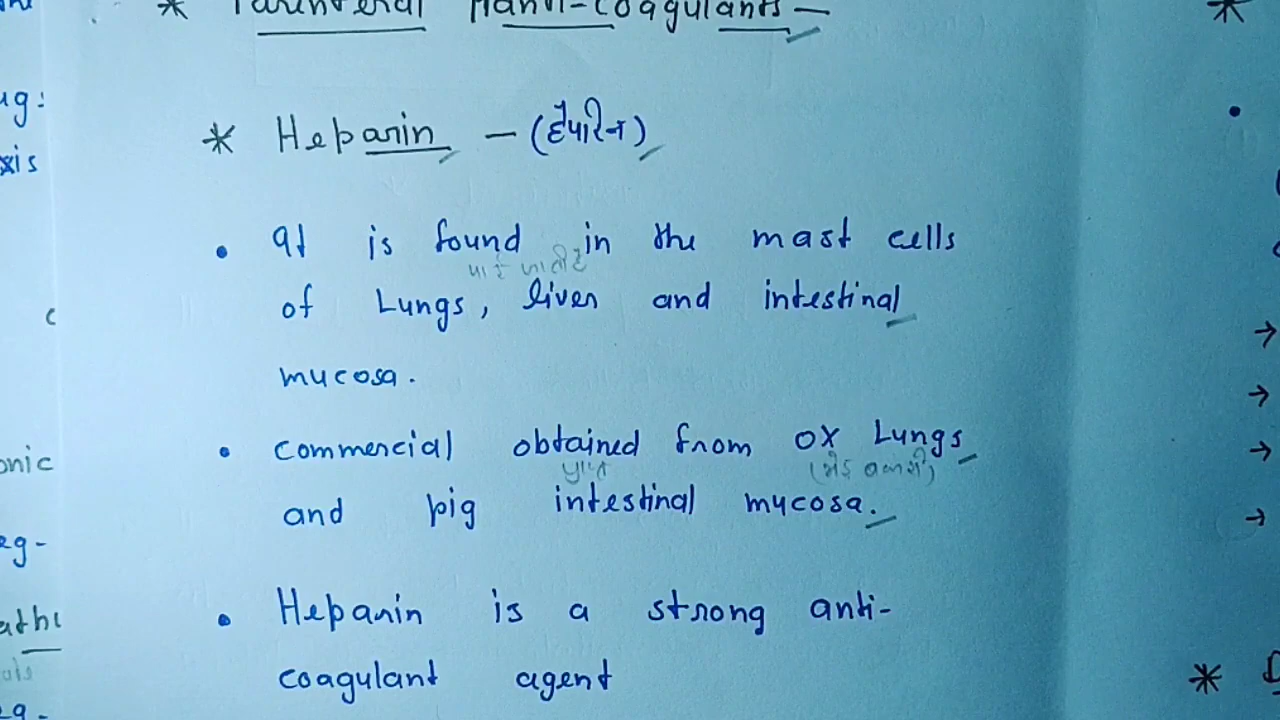 * Parenteral Anti-Coagulants –
* Heparin – (हेपारिन)
• It is found in the mast cells
पाई जाती है
of Lungs, liver and intestinal
mucosa.
• commercial obtained from ox Lungs
प्राप्त
and pig intestinal mucosa.
• Heparin is a strong anti-
coagulant agent